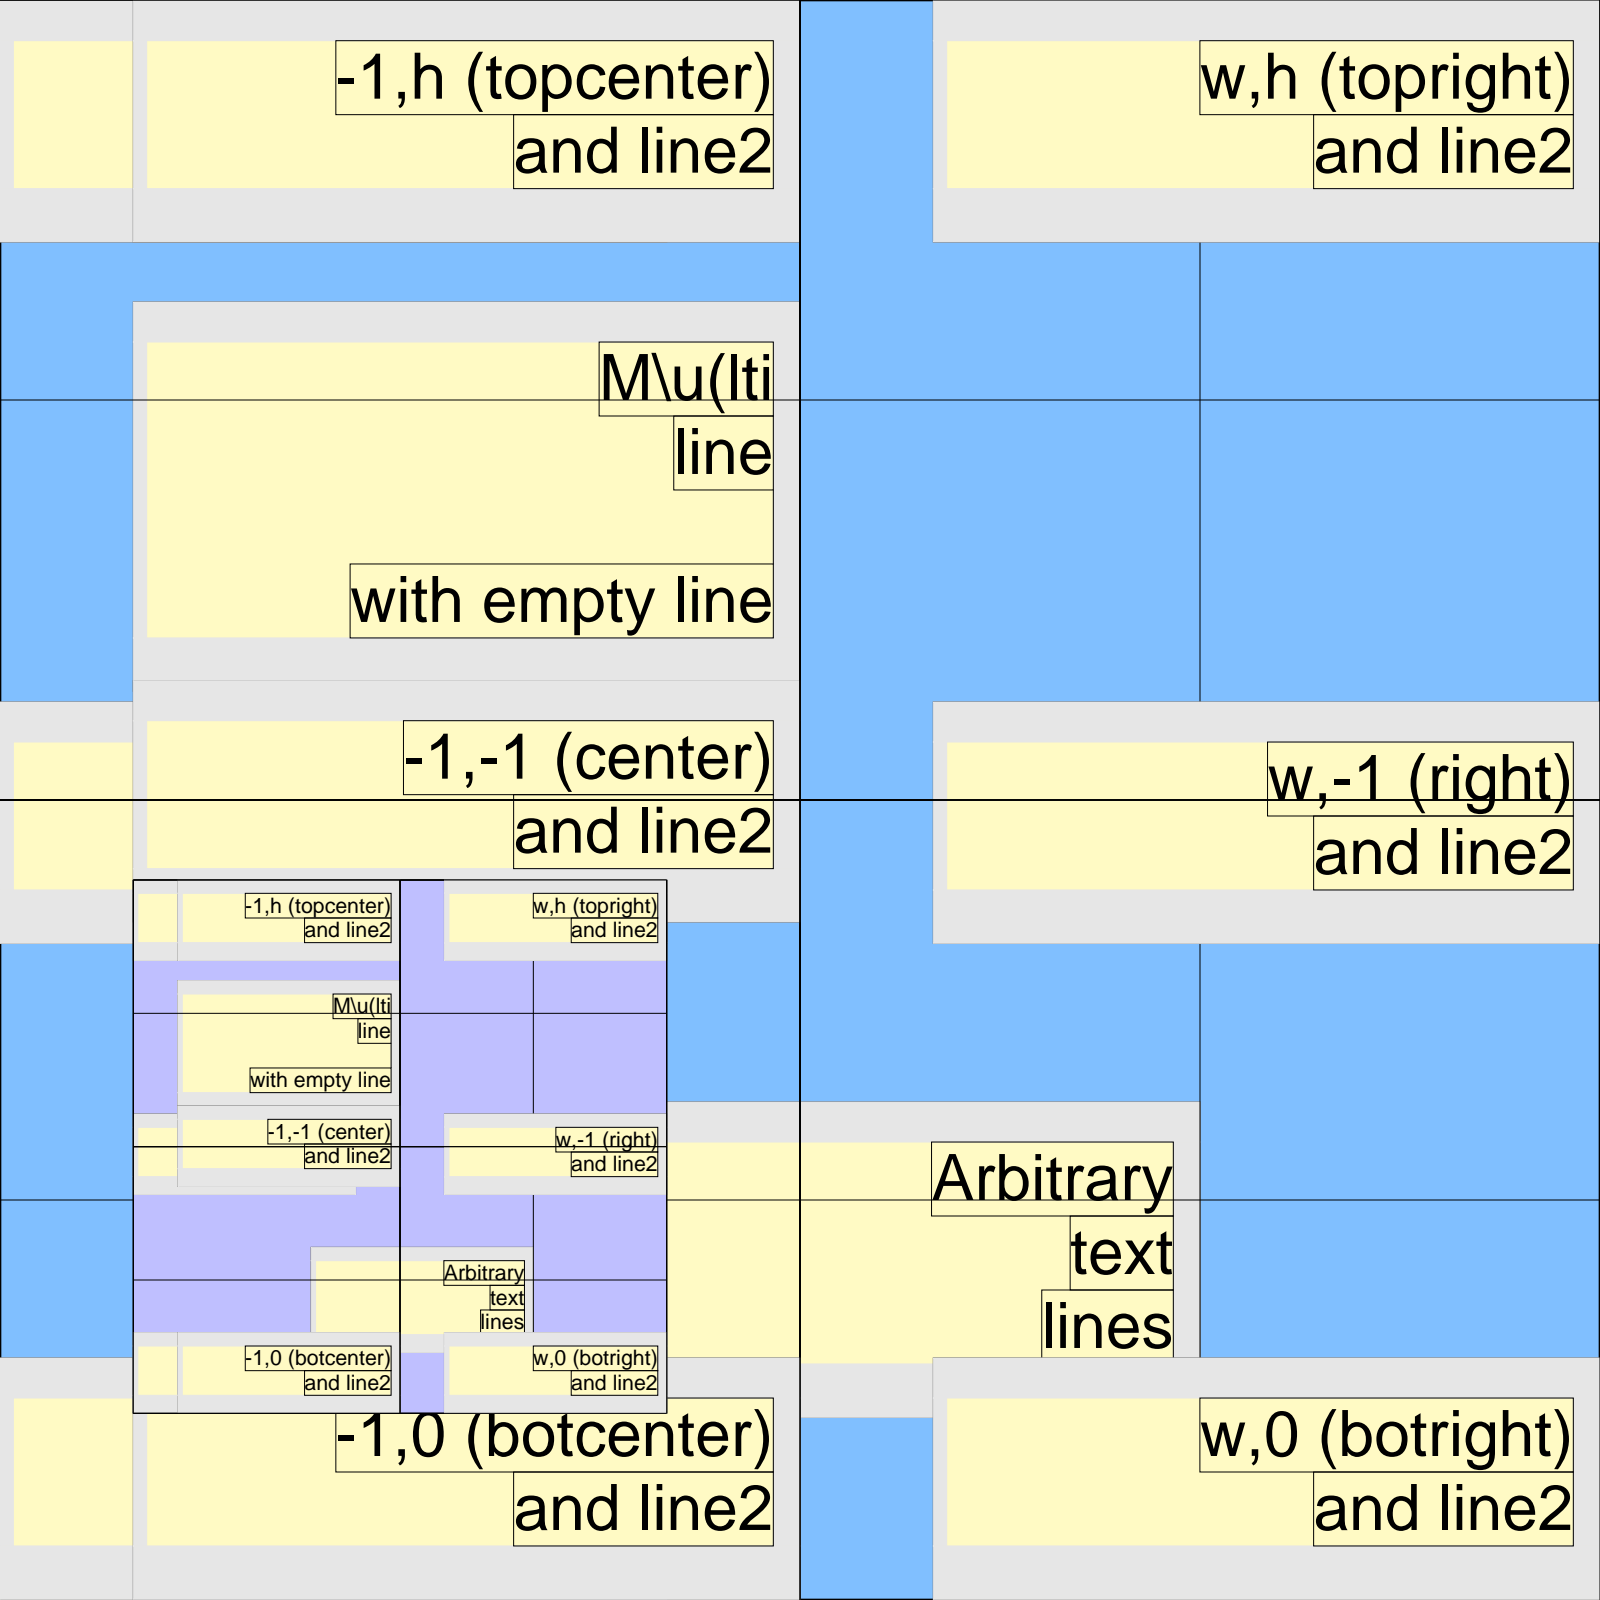 -1,h (topcenter)
and line2
w,h (topright)
and line2
M\u(lti
line
with empty line
-1,-1 (center)
and line2
w,-1 (right)
and line2
-1,h (topcenter)
and line2
w,h (topright)
and line2
M\u(lti
line
with empty line
-1,-1 (center)
and line2
w,-1 (right)
and line2
Arbitrary
text
lines
-1,0 (botcenter)
and line2
w,0 (botright)
and line2
Arbitrary
text
lines
-1,0 (botcenter)
and line2
w,0 (botright)
and line2